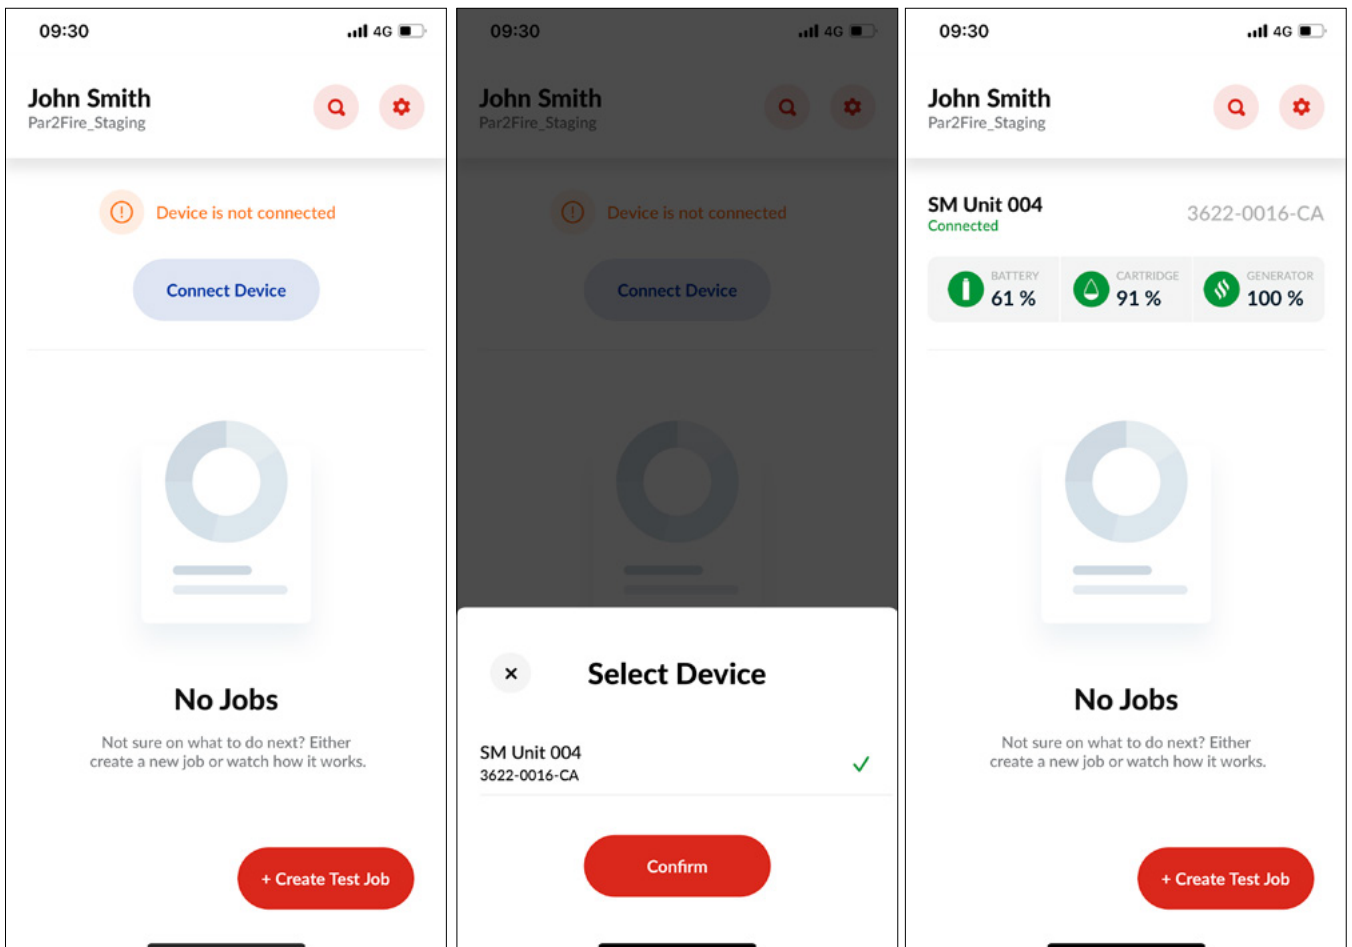 09:30
4G
John Smith
Par2Fire_Staging
Device is not connected
Connect Device
No Jobs
Not sure on what to do next? Either
create a new job or watch how it works.
+ Create Test Job
09:30
4G
John Smith
Par2Fire_Staging
Device is not connected
Connect Device
Select Device
SM Unit 004
3622-0016-CA
Confirm
09:30
4G
John Smith
Par2Fire_Staging
SM Unit 004
3622-0016-CA
Connected
BATTERY
61 %
CARTRIDGE
91 %
GENERATOR
100 %
No Jobs
Not sure on what to do next? Either
create a new job or watch how it works.
+ Create Test Job